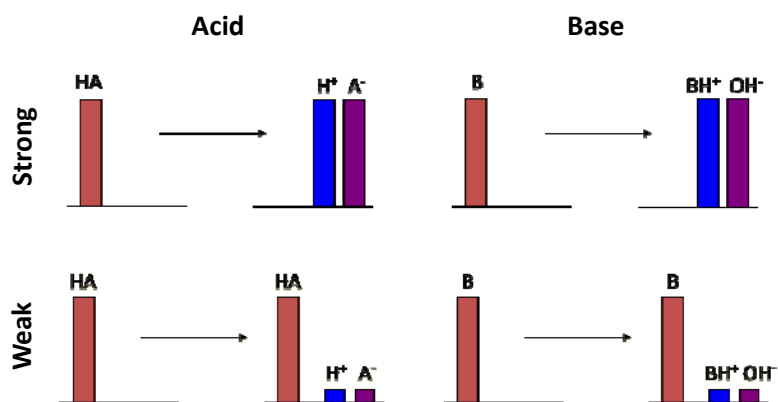 Acid Base
Strong
HA H⁺ A⁻ B BH⁺ OH⁻
Weak
HA HA H⁺ A⁻ B B BH⁺ OH⁻